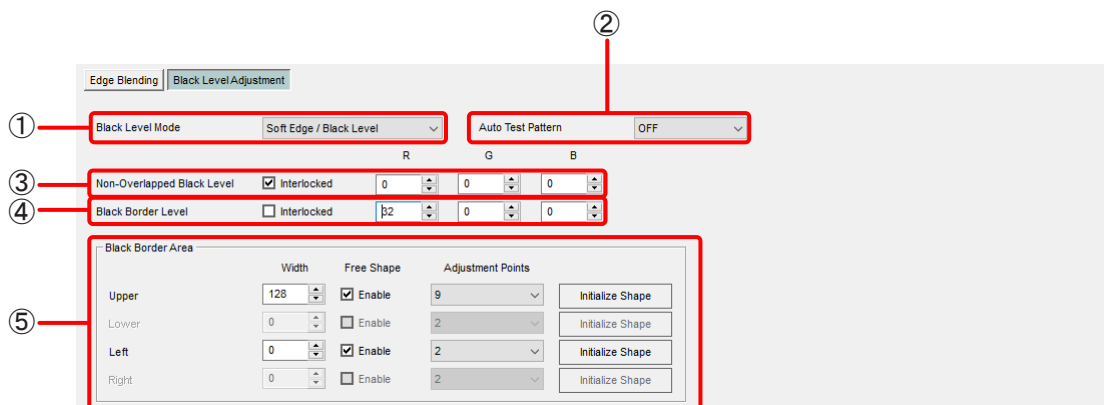 ②
Edge Blending Black Level Adjustment
① Black Level Mode Soft Edge / Black Level Auto Test Pattern OFF
R G B
③ Non-Overlapped Black Level Interlocked 0 0 0
④ Black Border Level Interlocked 32 0 0
Black Border Area
Width Free Shape Adjustment Points
Upper 128 Enable 9 Initialize Shape
⑤ Lower 0 Enable 2 Initialize Shape
Left 0 Enable 2 Initialize Shape
Right 0 Enable 2 Initialize Shape